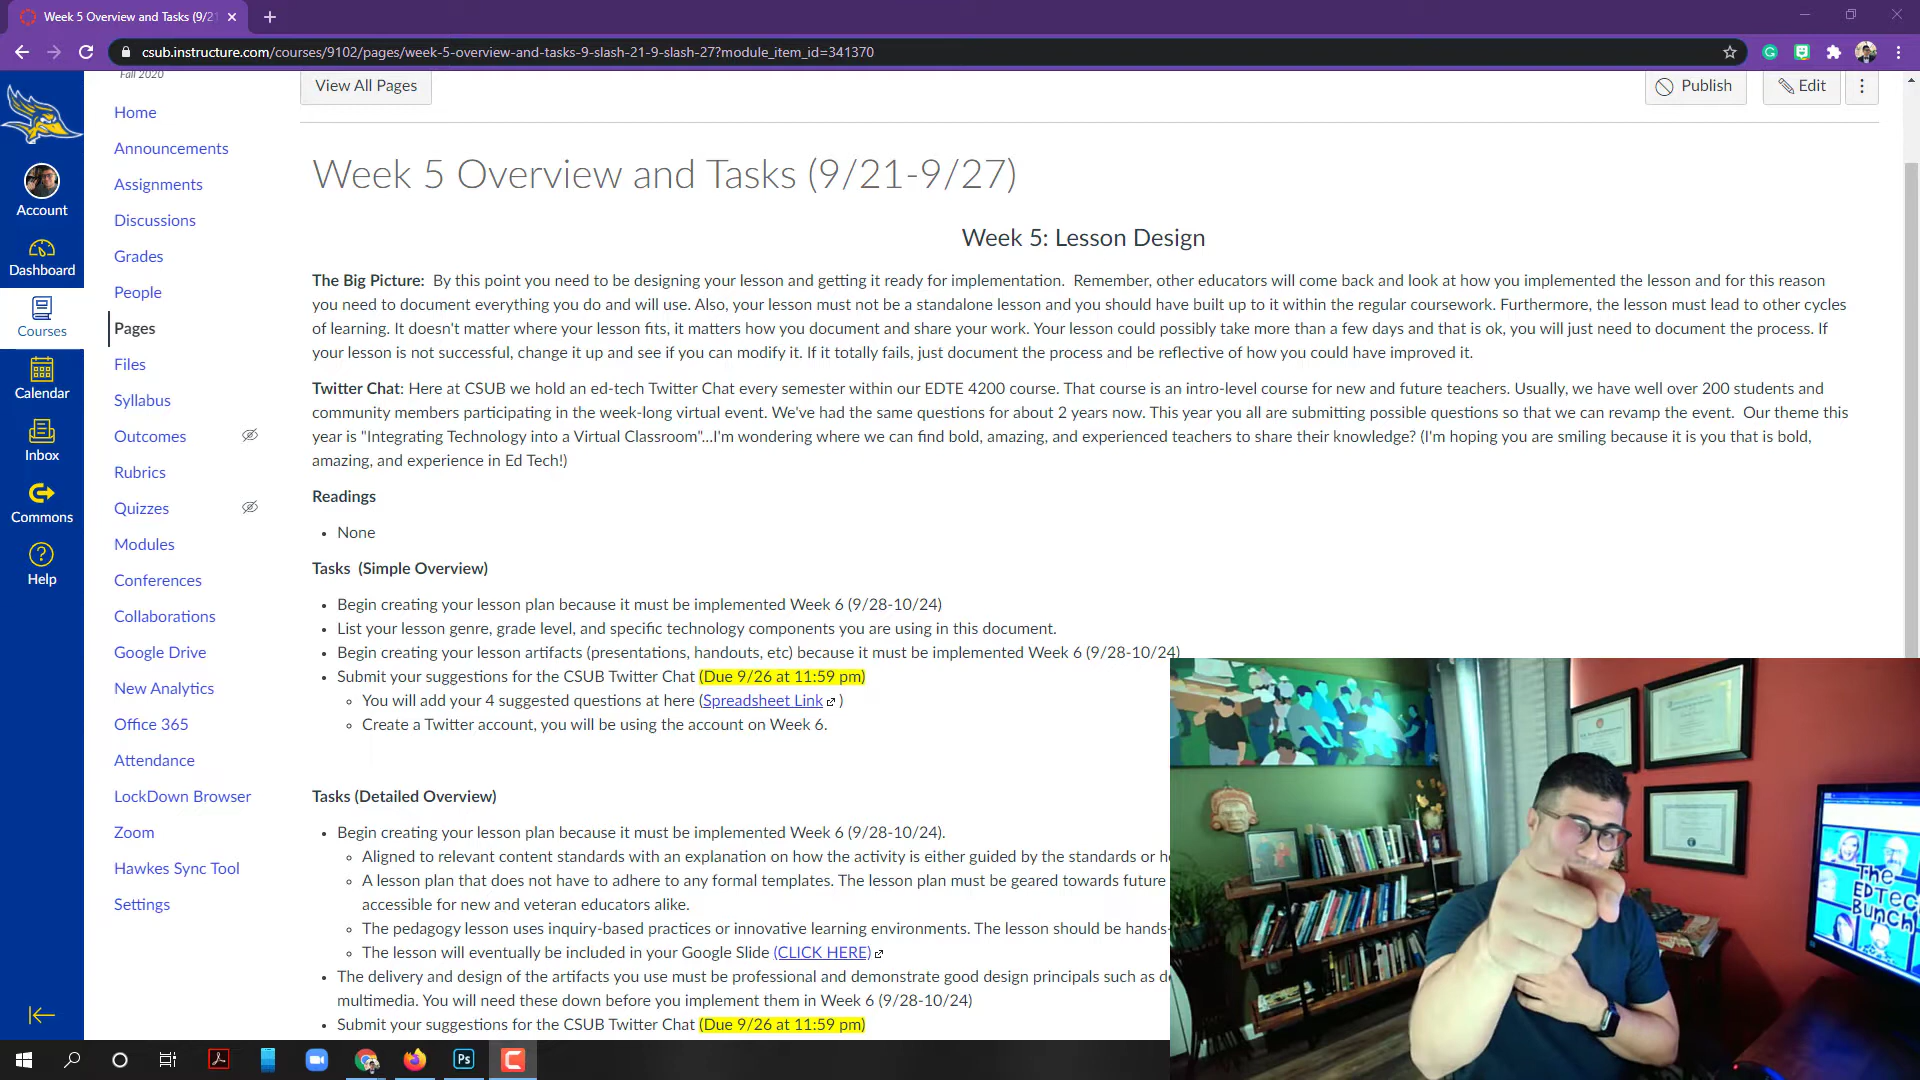 Week 5 Overview and Tasks (9/21
csub.instructure.com/courses/9102/pages/week-5-overview-and-tasks-9-slash-21-9-slash-27?module_item_id=341370
Fall 2020
Account
Dashboard
Courses
Calendar
Inbox
Commons
Help
Home
Announcements
Assignments
Discussions
Grades
People
Pages
Files
Syllabus
Outcomes
Rubrics
Quizzes
Modules
Conferences
Collaborations
Google Drive
New Analytics
Office 365
Attendance
LockDown Browser
Zoom
Hawkes Sync Tool
Settings
View All Pages
Publish
Edit
Week 5 Overview and Tasks (9/21-9/27)
Week 5: Lesson Design
The Big Picture: By this point you need to be designing your lesson and getting it ready for implementation. Remember, other educators will come back and look at how you implemented the lesson and for this reason
you need to document everything you do and will use. Also, your lesson must not be a standalone lesson and you should have built up to it within the regular coursework. Furthermore, the lesson must lead to other cycles
of learning. It doesn't matter where your lesson fits, it matters how you document and share your work. Your lesson could possibly take more than a few days and that is ok, you will just need to document the process. If
your lesson is not successful, change it up and see if you can modify it. If it totally fails, just document the process and be reflective of how you could have improved it.
Twitter Chat: Here at CSUB we hold an ed-tech Twitter Chat every semester within our EDTE 4200 course. That course is an intro-level course for new and future teachers. Usually, we have well over 200 students and
community members participating in the week-long virtual event. We've had the same questions for about 2 years now. This year you all are submitting possible questions so that we can revamp the event. Our theme this
year is "Integrating Technology into a Virtual Classroom"...I'm wondering where we can find bold, amazing, and experienced teachers to share their knowledge? (I'm hoping you are smiling because it is you that is bold,
amazing, and experience in Ed Tech!)
Readings
• None
Tasks (Simple Overview)
• Begin creating your lesson plan because it must be implemented Week 6 (9/28-10/24)
• List your lesson genre, grade level, and specific technology components you are using in this document.
• Begin creating your lesson artifacts (presentations, handouts, etc) because it must be implemented Week 6 (9/28-10/24)
• Submit your suggestions for the CSUB Twitter Chat (Due 9/26 at 11:59 pm)
◦ You will add your 4 suggested questions at here (Spreadsheet Link )
◦ Create a Twitter account, you will be using the account on Week 6.
Tasks (Detailed Overview)
• Begin creating your lesson plan because it must be implemented Week 6 (9/28-10/24).
◦ Aligned to relevant content standards with an explanation on how the activity is either guided by the standards or h
◦ A lesson plan that does not have to adhere to any formal templates. The lesson plan must be geared towards future
accessible for new and veteran educators alike.
◦ The pedagogy lesson uses inquiry-based practices or innovative learning environments. The lesson should be hands-
◦ The lesson will eventually be included in your Google Slide (CLICK HERE)
• The delivery and design of the artifacts you use must be professional and demonstrate good design principals such as d
multimedia. You will need these down before you implement them in Week 6 (9/28-10/24)
• Submit your suggestions for the CSUB Twitter Chat (Due 9/26 at 11:59 pm)
THE
EDTEC
BUNCH
Ps